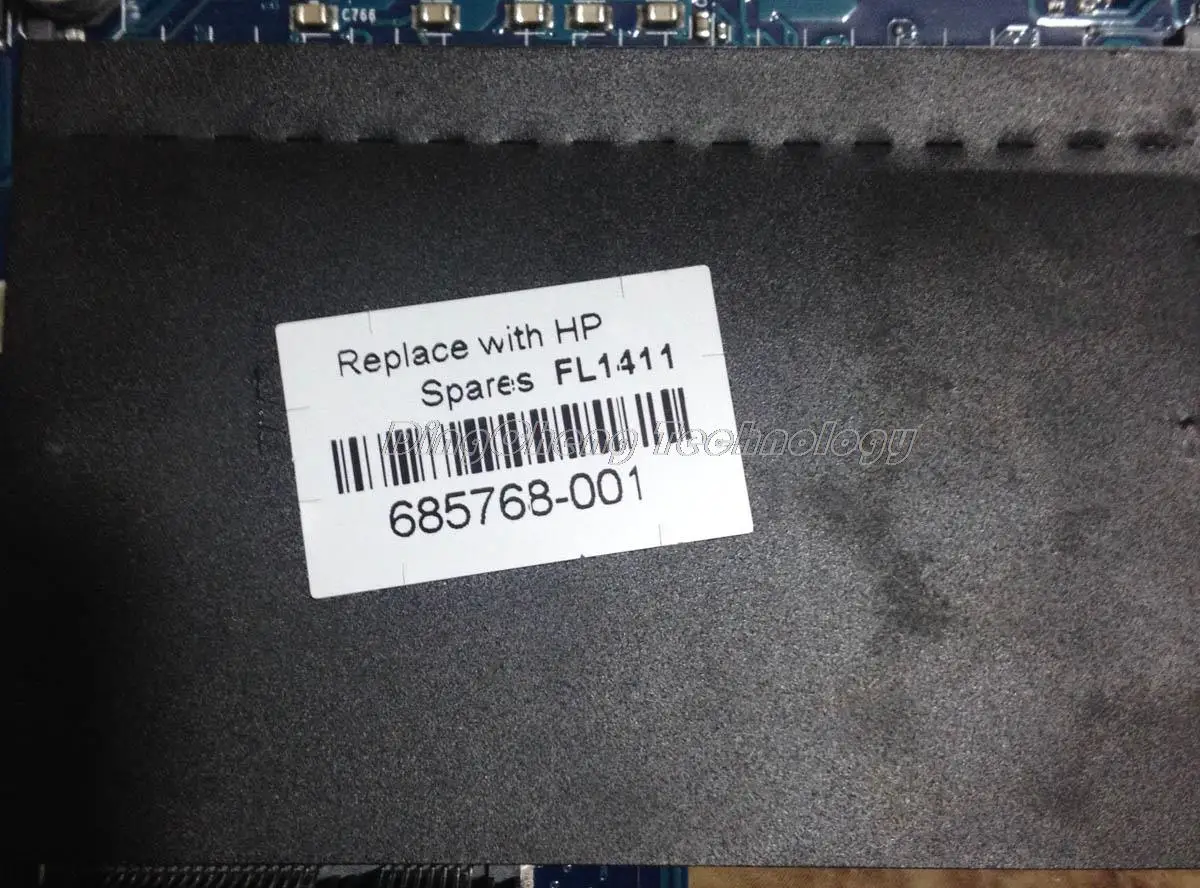 C766
Replace with HP
Spares FL1411
DingCheng Technology
685768-001